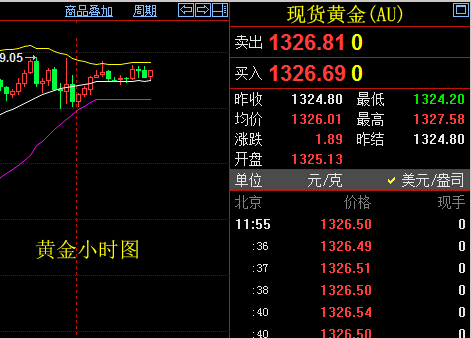 商品叠加 周期
现货黄金(AU)
9.05
卖出 1326.81 0
买入 1326.69 0
昨收 1324.80 最低 1324.20
均价 1326.01 最高 1327.58
涨跌 1.89 昨结 1324.80
开盘 1325.13
单位 元/克 美元/盎司
北京 价格 现手
11:55 1326.50 0
:36 1326.49 0
:37 1326.51 0
:38 1326.50 0
:40 1326.54 0
:40 1326.50 0
黄金小时图